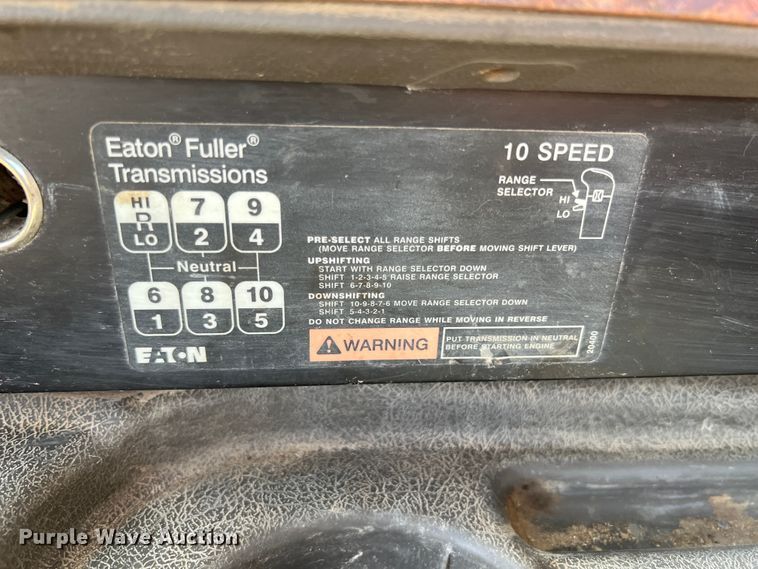 Eaton® Fuller®
Transmissions
10 SPEED
RANGE
SELECTOR
HI
LO
HI
R
LO
7
2
9
4
Neutral
6
1
8
3
10
5
EATON
PRE-SELECT ALL RANGE SHIFTS
(MOVE RANGE SELECTOR BEFORE MOVING SHIFT LEVER)
UPSHIFTING
START WITH RANGE SELECTOR DOWN
SHIFT 1-2-3-4-5 RAISE RANGE SELECTOR
SHIFT 6-7-8-9-10
DOWNSHIFTING
SHIFT 10-9-8-7-6 MOVE RANGE SELECTOR DOWN
SHIFT 5-4-3-2-1
DO NOT CHANGE RANGE WHILE MOVING IN REVERSE
WARNING
PUT TRANSMISSION IN NEUTRAL
BEFORE STARTING ENGINE
20400
Purple Wave Auction